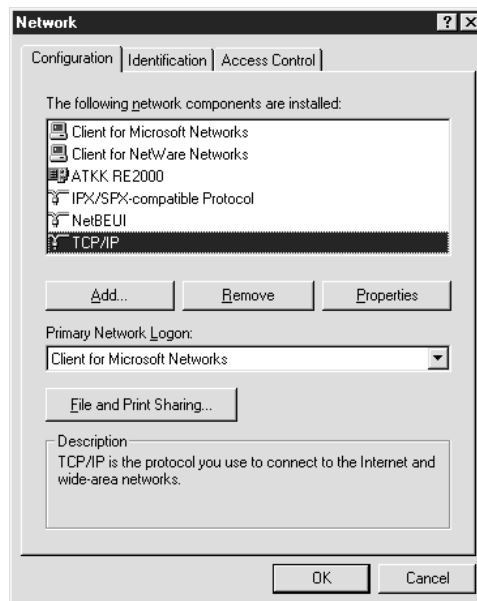 Network
Configuration Identification Access Control
The following network components are installed:
Client for Microsoft Networks
Client for NetWare Networks
ATKK RE2000
IPX/SPX-compatible Protocol
NetBEUI
TCP/IP
Add... Remove Properties
Primary Network Logon:
Client for Microsoft Networks
File and Print Sharing...
Description
TCP/IP is the protocol you use to connect to the Internet and
wide-area networks.
OK Cancel